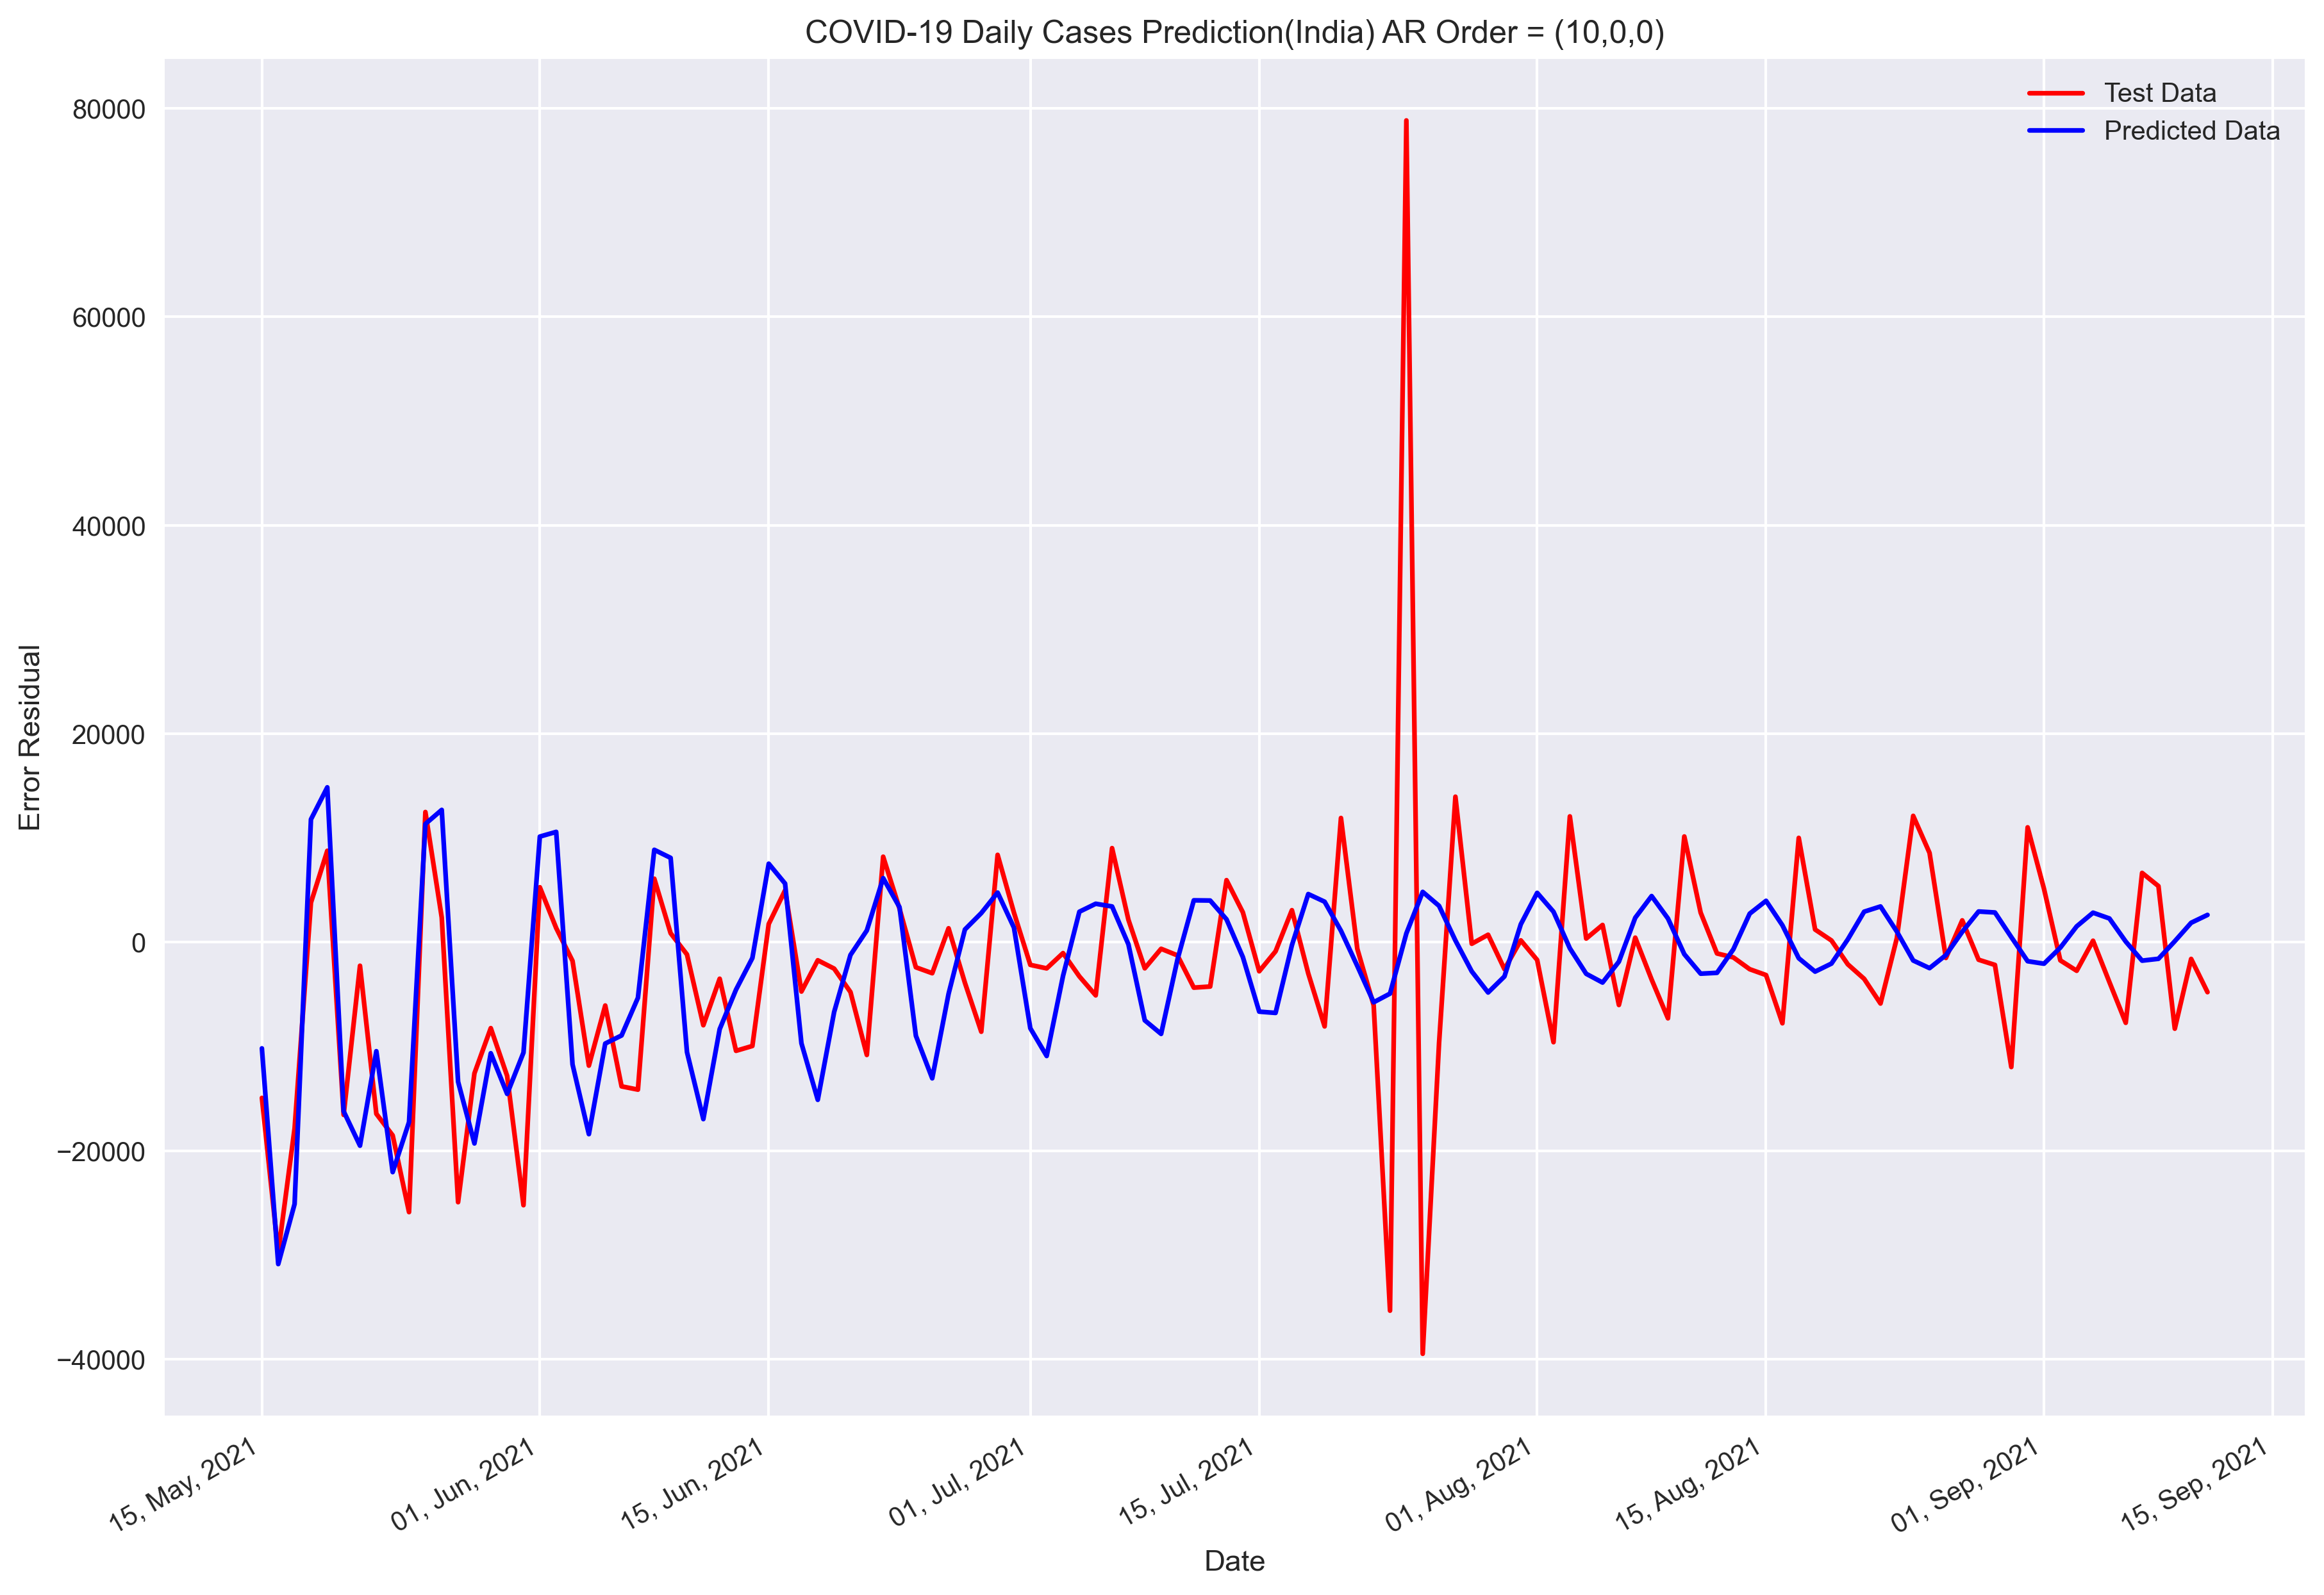 COVID-19 Daily Cases Prediction(India) AR Order = (10,0,0)
Test Data
Predicted Data
80000
60000
40000
20000
0
−20000
−40000
Error Residual
15, May, 2021
01, Jun, 2021
15, Jun, 2021
01, Jul, 2021
15, Jul, 2021
01, Aug, 2021
15, Aug, 2021
01, Sep, 2021
15, Sep, 2021
Date